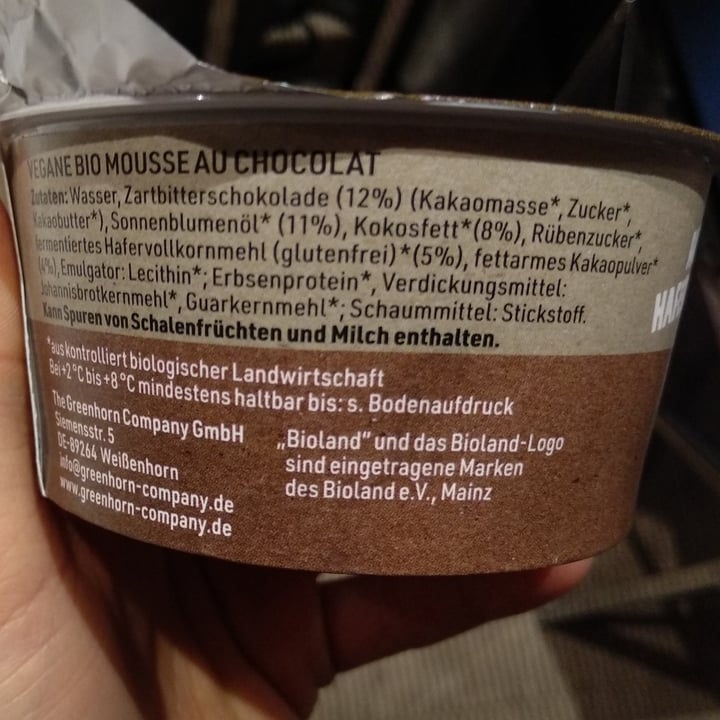 VEGANE BIO MOUSSE AU CHOCOLAT
Zutaten: Wasser, Zartbitterschokolade (12%) (Kakaomasse*, Zucker*,
Kakaobutter*), Sonnenblumenöl* (11%), Kokosfett*(8%), Rübenzucker*,
fermentiertes Hafervollkornmehl (glutenfrei)*(5%), fettarmes Kakaopulver*
(4%), Emulgator: Lecithin*; Erbsenprotein*, Verdickungsmittel:
Johannisbrotkernmehl*, Guarkernmehl*; Schaummittel: Stickstoff.
Kann Spuren von Schalenfrüchten und Milch enthalten.
*aus kontrolliert biologischer Landwirtschaft
Bei +2 °C bis +8 °C mindestens haltbar bis: s. Bodenaufdruck
The Greenhorn Company GmbH
Siemensstr. 5
DE-89264 Weißenhorn
info@greenhorn-company.de
www.greenhorn-company.de
„Bioland" und das Bioland-Logo
sind eingetragene Marken
des Bioland e.V., Mainz